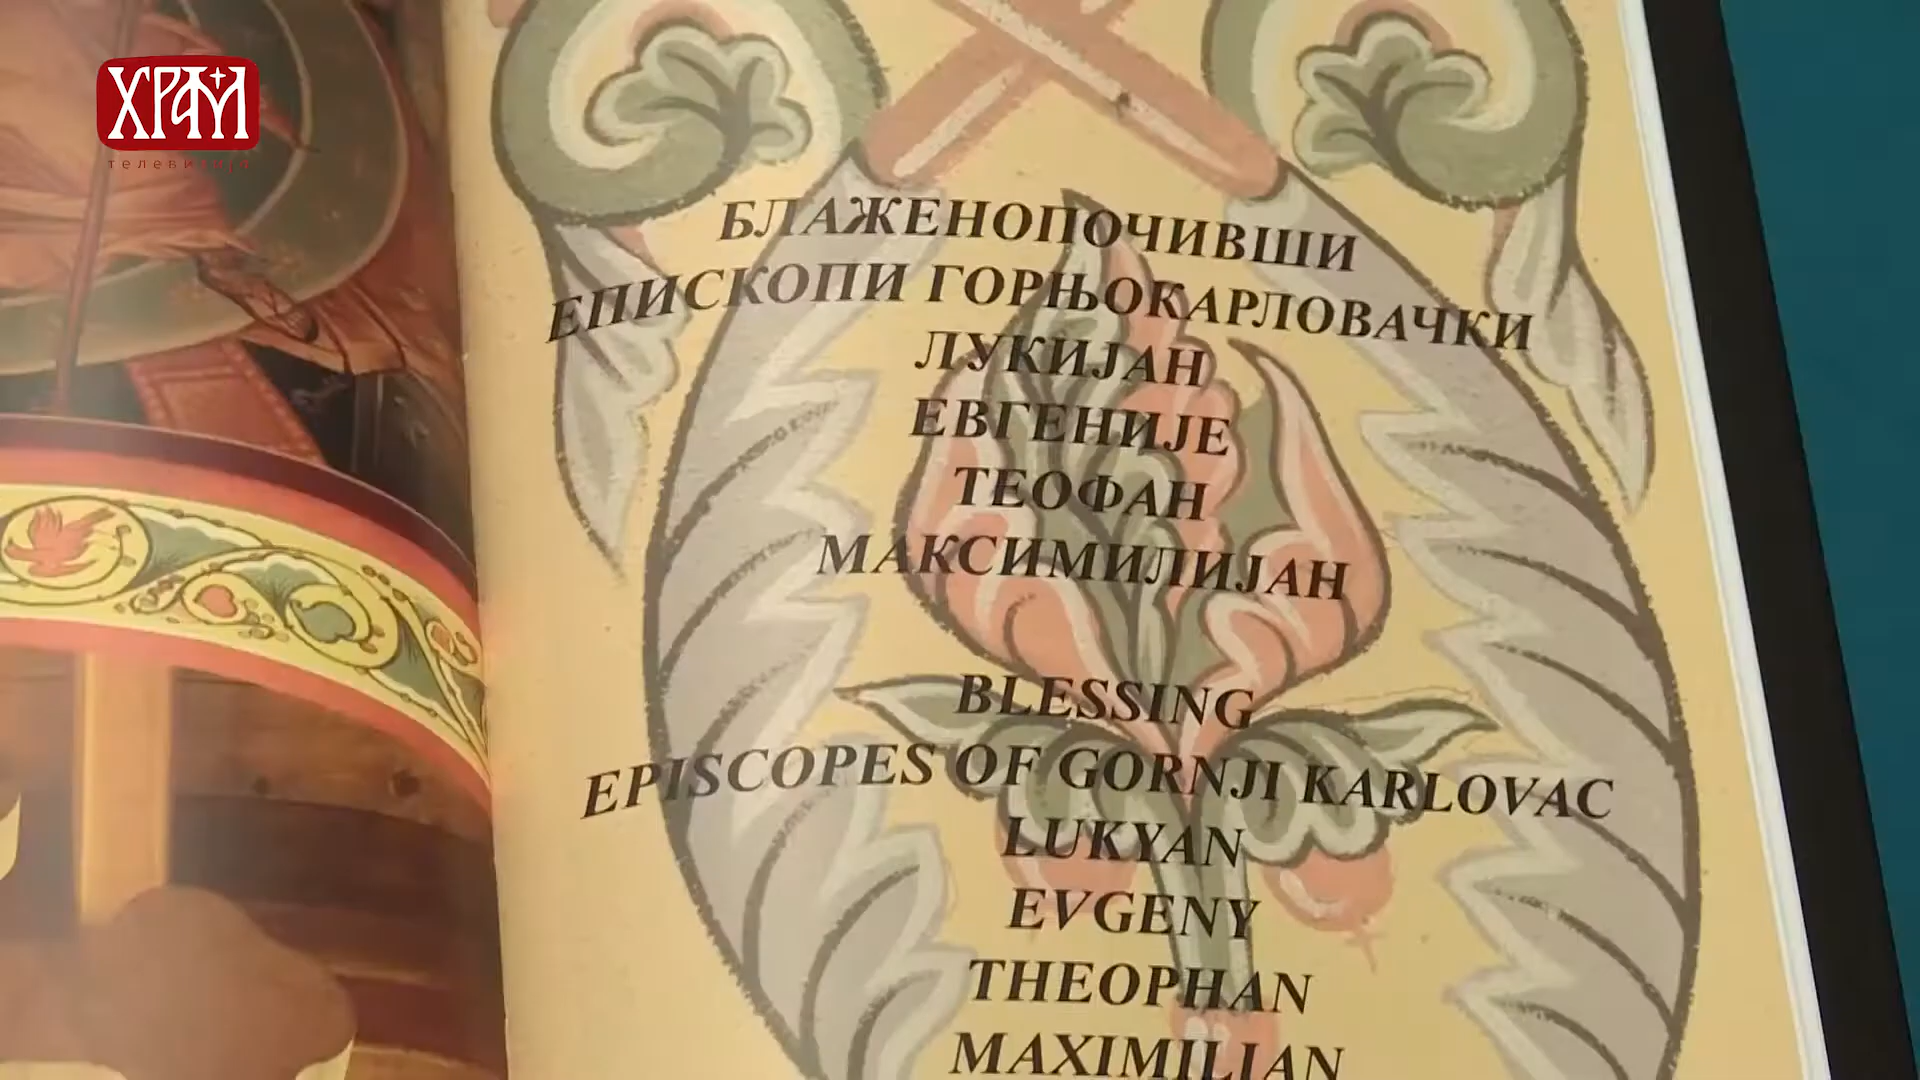 ХРАМ
телевизија
БЛАЖЕНОПОЧИВШИ
ЕПИСКОПИ ГОРЊОКАРЛОВАЧКИ
ЛУКИЈАН
ЕВГЕНИЈЕ
ТЕОФАН
МАКСИМИЛИЈАН
BLESSING
EPISCOPES OF GORNJI KARLOVAC
LUKYAN
EVGENY
THEOPHAN
MAXIMILIAN